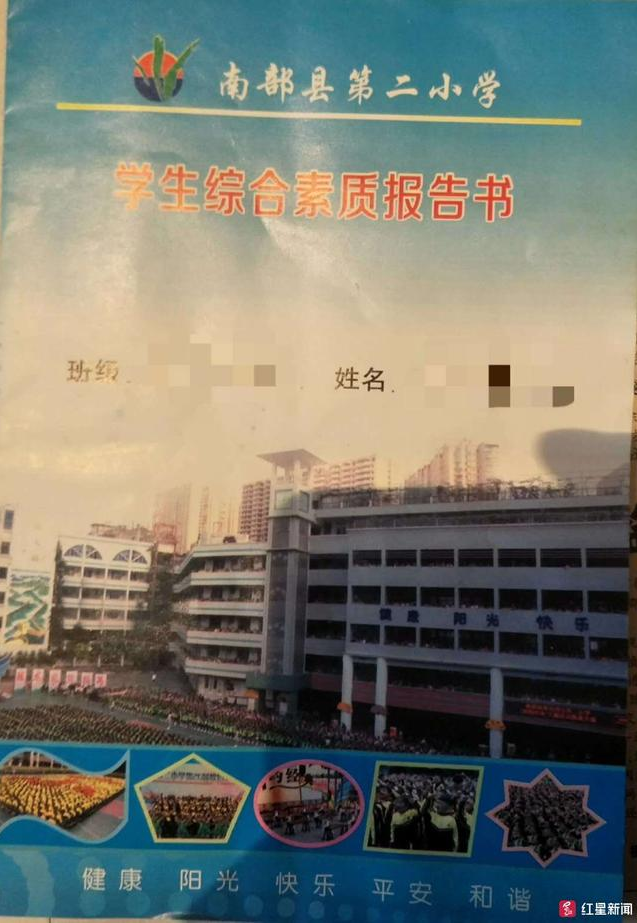 南部县第二小学
学生综合素质报告书
班级 姓名
健康 阳光 快乐
健康 阳光 快乐 平安 和谐
红星新闻